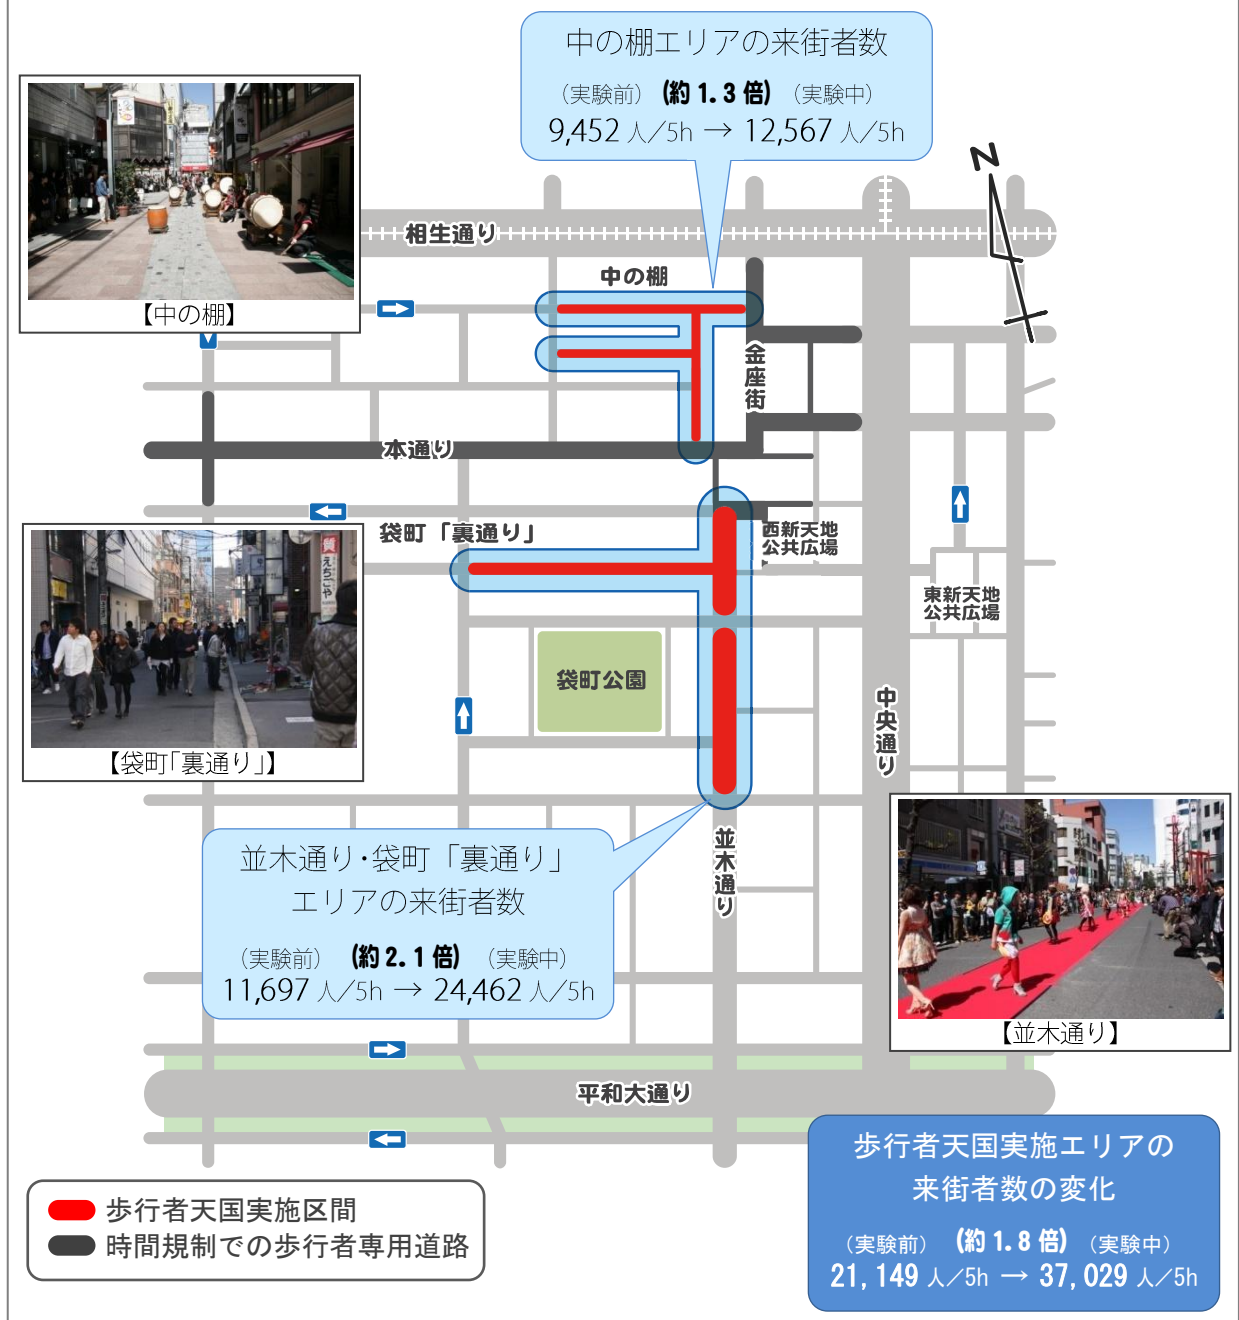 中の棚エリアの来街者数
（実験前）（約1.3倍）（実験中）
9,452 人／5h → 12,567 人／5h
【中の棚】
N
相生通り
中の棚
金座街
本通り
袋町「裏通り」
西新天地
公共広場
質
えちごや
【袋町「裏通り」】
東新天地
公共広場
袋町公園
中央通り
並木通り・袋町「裏通り」
エリアの来街者数
（実験前）（約2.1倍）（実験中）
11,697 人／5h → 24,462 人／5h
並木通り
【並木通り】
平和大通り
歩行者天国実施エリアの
来街者数の変化
（実験前）（約1.8倍）（実験中）
21,149 人／5h → 37,029 人／5h
歩行者天国実施区間
時間規制での歩行者専用道路